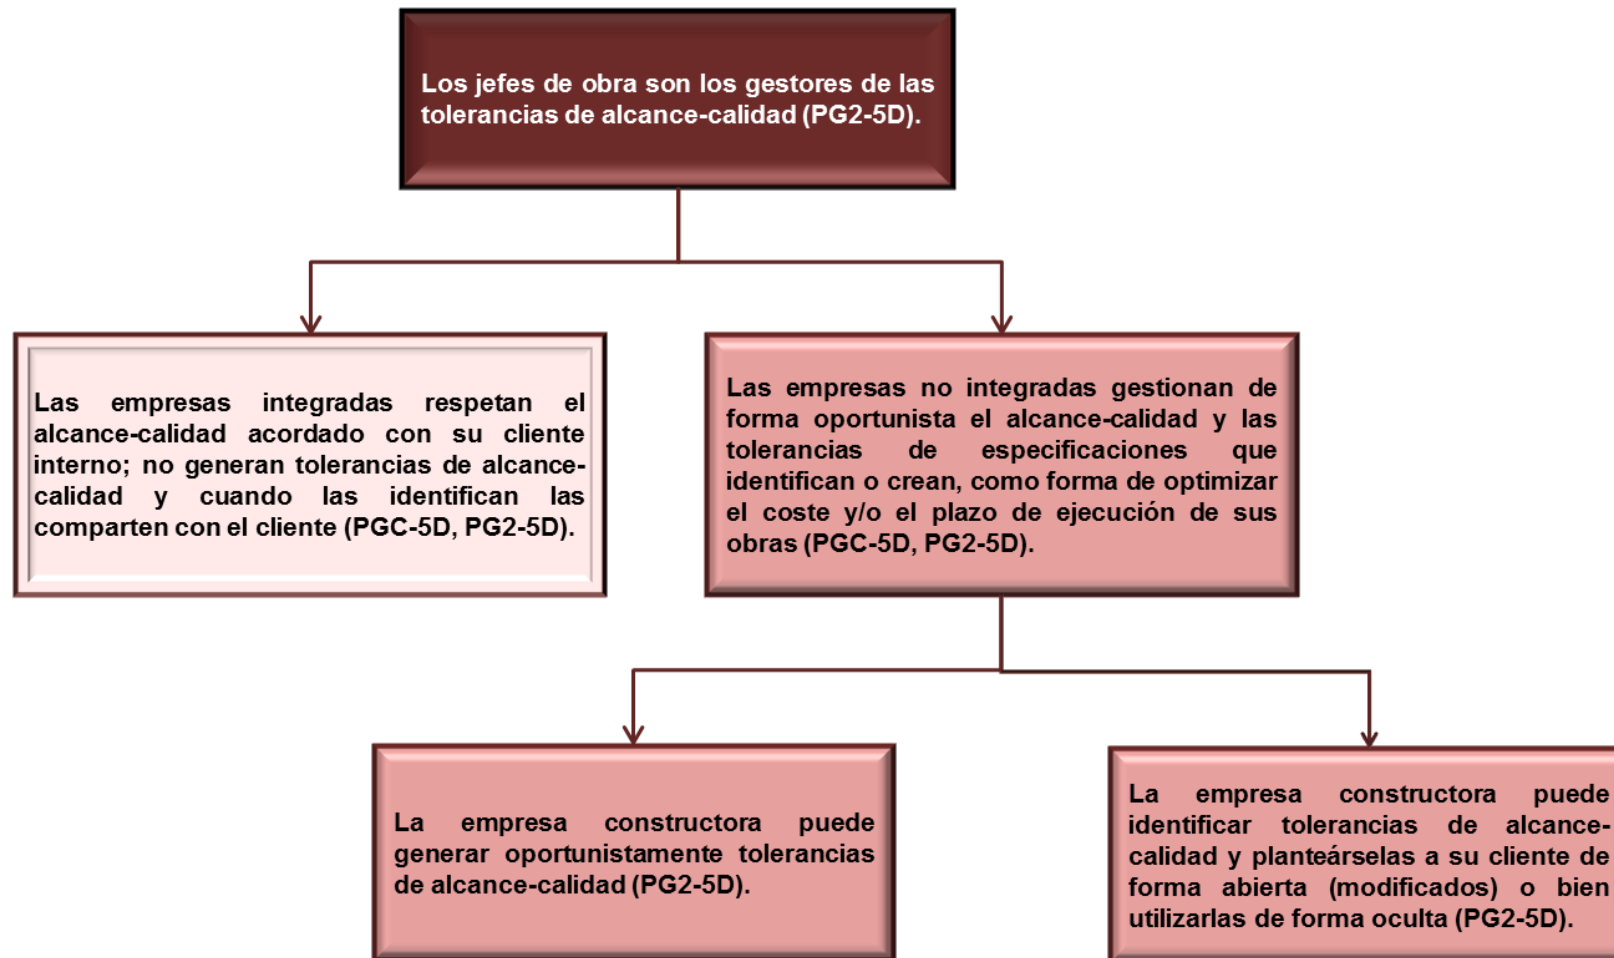 Los jefes de obra son los gestores de las
tolerancias de alcance-calidad (PG2-5D).
Las empresas integradas respetan el
alcance-calidad acordado con su cliente
interno; no generan tolerancias de alcance-
calidad y cuando las identifican las
comparten con el cliente (PGC-5D, PG2-5D).
Las empresas no integradas gestionan de
forma oportunista el alcance-calidad y las
tolerancias de especificaciones que
identifican o crean, como forma de optimizar
el coste y/o el plazo de ejecución de sus
obras (PGC-5D, PG2-5D).
La empresa constructora puede
generar oportunistamente tolerancias
de alcance-calidad (PG2-5D).
La empresa constructora puede
identificar tolerancias de alcance-
calidad y planteárselas a su cliente de
forma abierta (modificados) o bien
utilizarlas de forma oculta (PG2-5D).